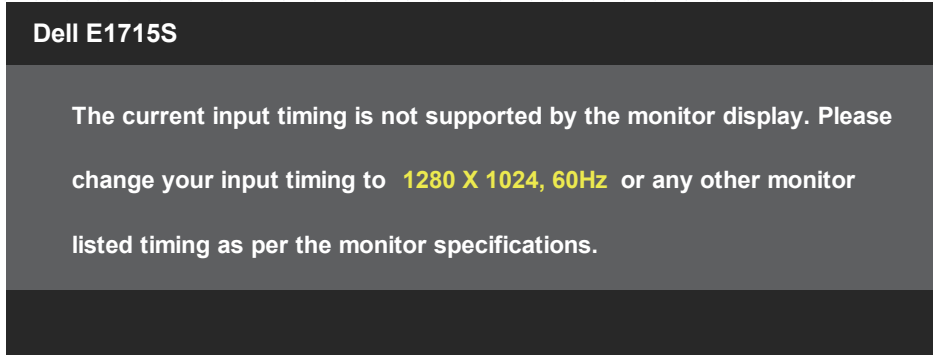 Dell E1715S
The current input timing is not supported by the monitor display. Please
change your input timing to 1280 X 1024, 60Hz or any other monitor
listed timing as per the monitor specifications.